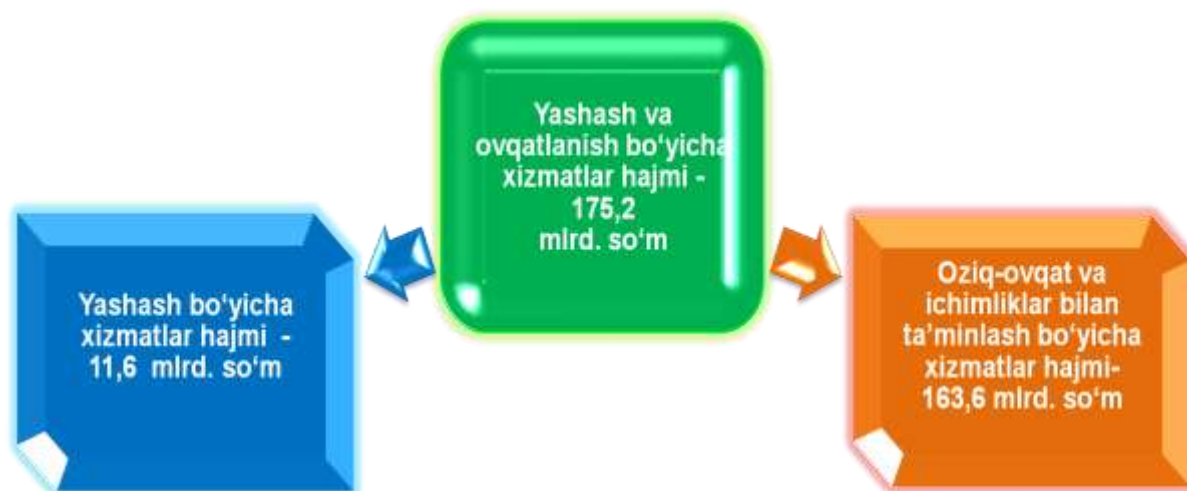 Yashash va
ovqatlanish bo‘yicha
xizmatlar hajmi -
175,2
mlrd. so‘m
Yashash bo‘yicha
xizmatlar hajmi -
11,6 mlrd. so‘m
Oziq-ovqat va
ichimliklar bilan
ta’minlash bo‘yicha
xizmatlar hajmi-
163,6 mlrd. so‘m